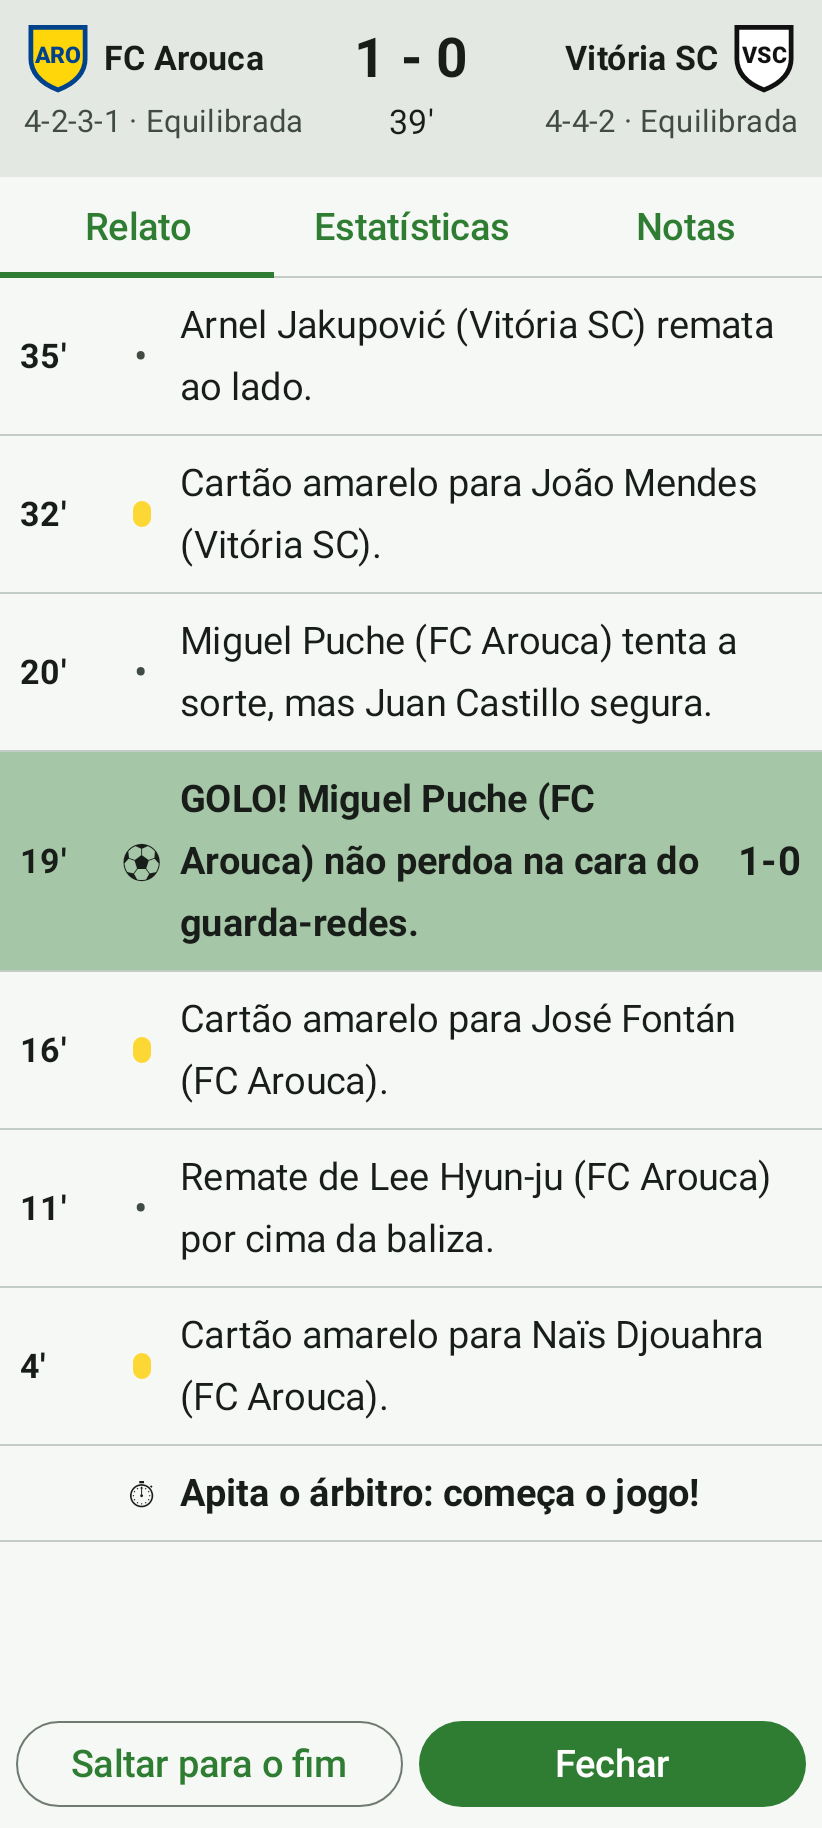 ARO FC Arouca 1 - 0 Vitória SC VSC
4-2-3-1 · Equilibrada 39' 4-4-2 · Equilibrada
Relato Estatísticas Notas
35' Arnel Jakupović (Vitória SC) remata
ao lado.
32' Cartão amarelo para João Mendes
(Vitória SC).
20' Miguel Puche (FC Arouca) tenta a
sorte, mas Juan Castillo segura.
GOLO! Miguel Puche (FC
19' Arouca) não perdoa na cara do 1-0
guarda-redes.
16' Cartão amarelo para José Fontán
(FC Arouca).
11' Remate de Lee Hyun-ju (FC Arouca)
por cima da baliza.
4' Cartão amarelo para Naïs Djouahra
(FC Arouca).
Apita o árbitro: começa o jogo!
Saltar para o fim Fechar